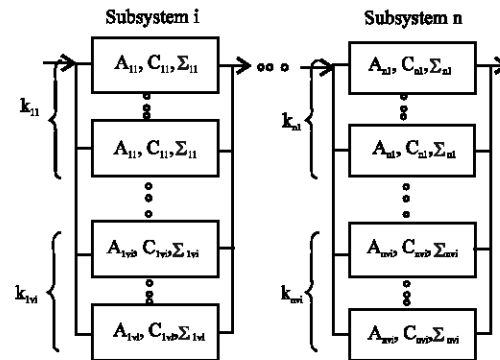 Subsystem i
Subsystem n
A₁₁, C₁₁, Σ₁₁
k₁₁
A₁₁, C₁₁, Σ₁₁
A₁ᵥᵢ, C₁ᵥᵢ, Σ₁ᵥᵢ
k₁ᵥᵢ
A₁ᵥᵢ, C₁ᵥᵢ, Σ₁ᵥᵢ
Aₙ₁, Cₙ₁, Σₙ₁
kₙ₁
Aₙ₁, Cₙ₁, Σₙ₁
Aₙᵥᵢ, Cₙᵥᵢ, Σₙᵥᵢ
kₙᵥᵢ
Aₙᵥᵢ, Cₙᵥᵢ, Σₙᵥᵢ